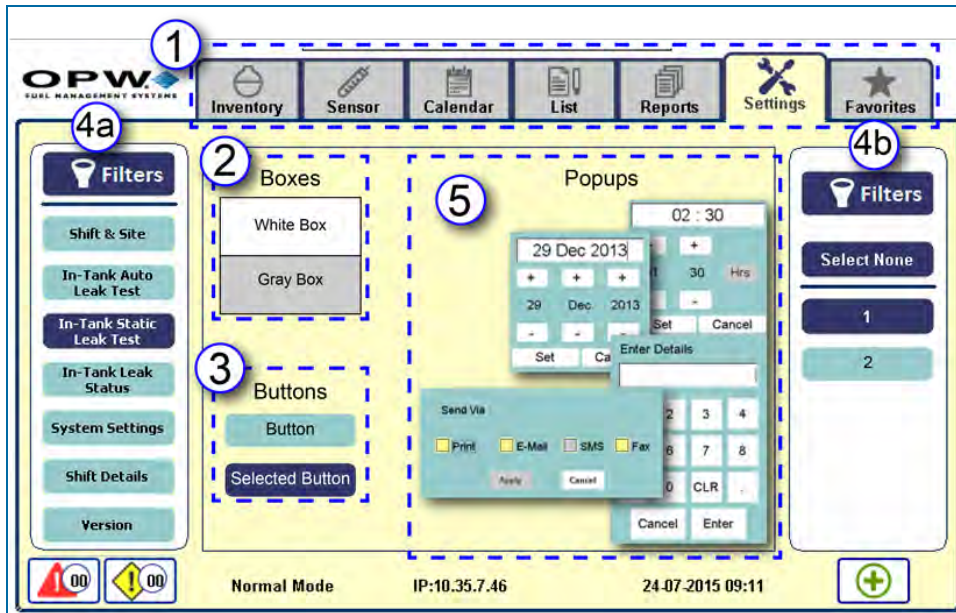 1
OPW
FUEL MANAGEMENT SYSTEMS
Inventory
Sensor
Calendar
List
Reports
Settings
Favorites
4a
Filters
Shift & Site
In-Tank Auto
Leak Test
In-Tank Static
Leak Test
In-Tank Leak
Status
System Settings
Shift Details
Version
2
Boxes
White Box
Gray Box
3
Buttons
Button
Selected Button
5
Popups
02 : 30
+
30 Hrs
-
Set Cancel
29 Dec 2013
+ + +
29 Dec 2013
- - -
Set Ca
Enter Details
2 3 4
6 7 8
0 CLR .
Cancel Enter
Send Via
Print E-Mail SMS Fax
Apply Cancel
4b
Filters
Select None
1
2
00 00
Normal Mode IP:10.35.7.46 24-07-2015 09:11